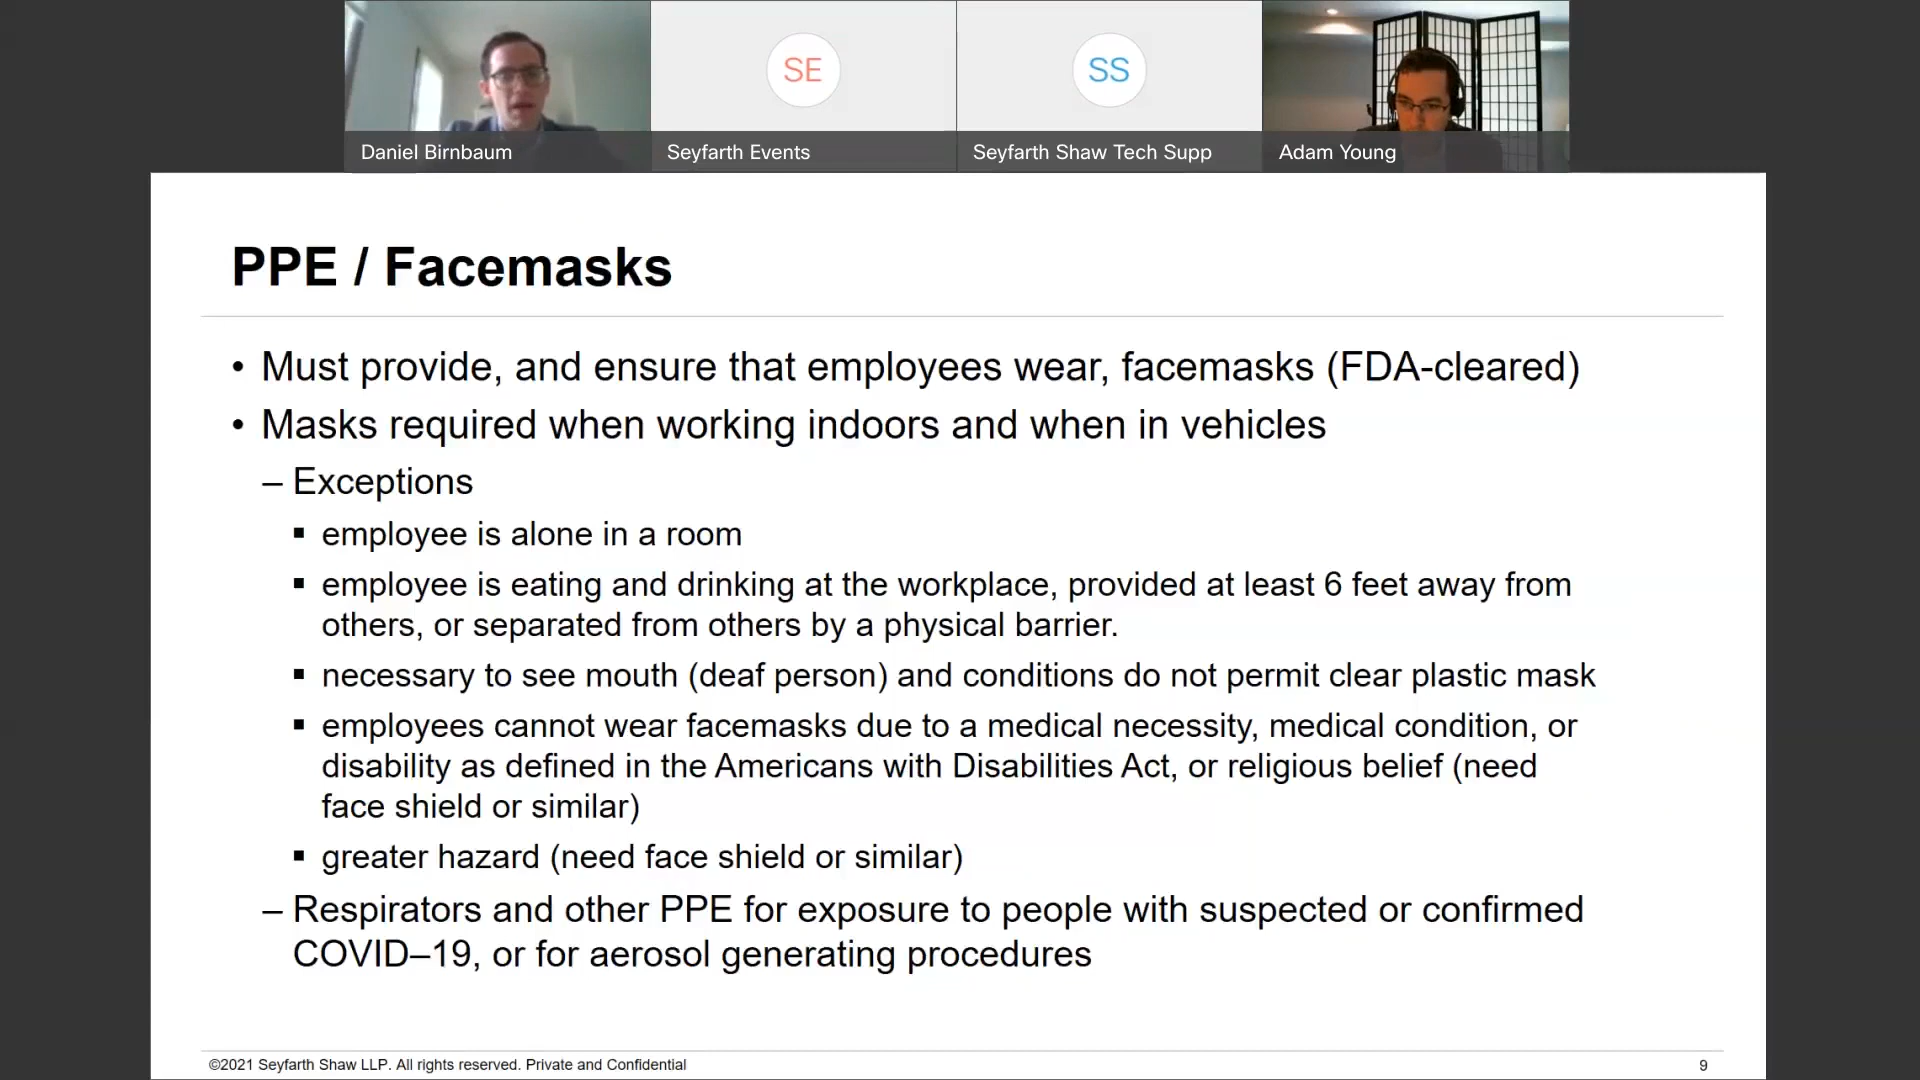 SE
SS
Daniel Birnbaum
Seyfarth Events
Seyfarth Shaw Tech Supp
Adam Young
PPE / Facemasks
• Must provide, and ensure that employees wear, facemasks (FDA-cleared)
• Masks required when working indoors and when in vehicles
– Exceptions
▪ employee is alone in a room
▪ employee is eating and drinking at the workplace, provided at least 6 feet away from
others, or separated from others by a physical barrier.
▪ necessary to see mouth (deaf person) and conditions do not permit clear plastic mask
▪ employees cannot wear facemasks due to a medical necessity, medical condition, or
disability as defined in the Americans with Disabilities Act, or religious belief (need
face shield or similar)
▪ greater hazard (need face shield or similar)
– Respirators and other PPE for exposure to people with suspected or confirmed
COVID–19, or for aerosol generating procedures
©2021 Seyfarth Shaw LLP. All rights reserved. Private and Confidential
9